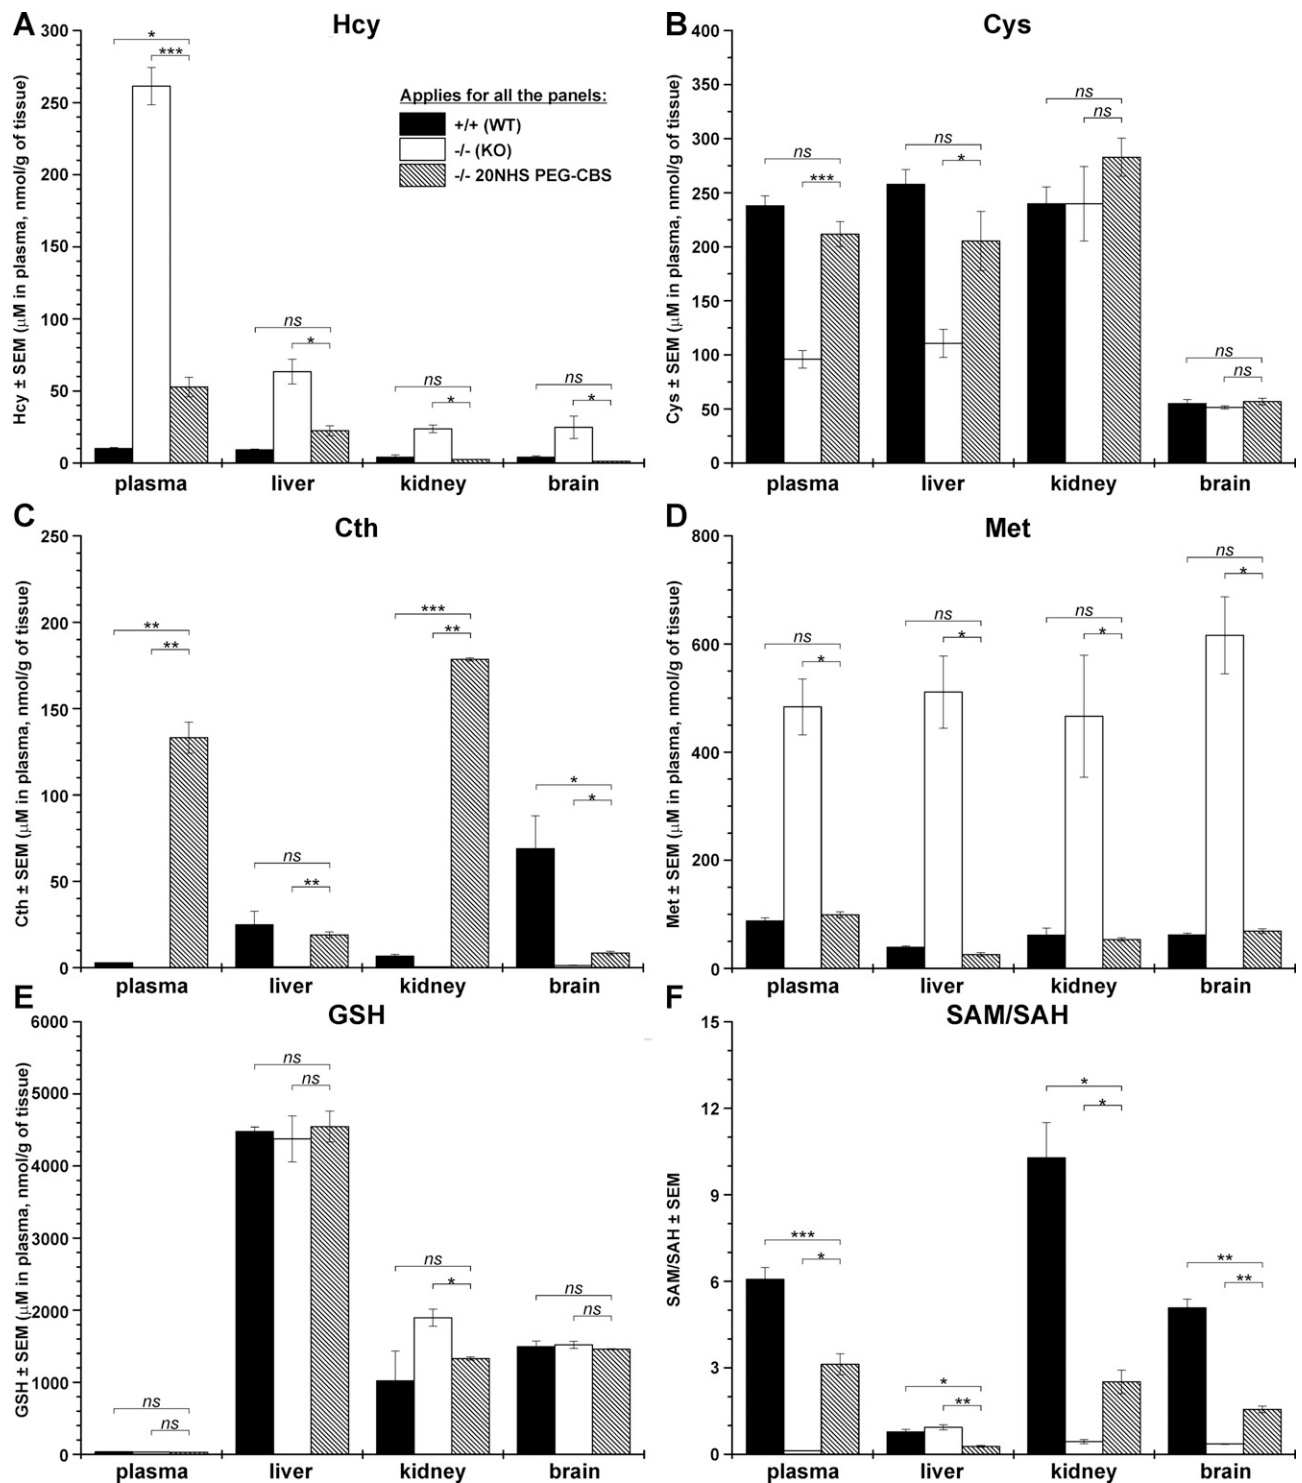 A
Hcy
Hcy ± SEM (µM in plasma, nmol/g of tissue)
300
250
200
150
100
50
0
*
***
ns
*
ns
*
ns
*
Applies for all the panels:
+/+ (WT)
-/- (KO)
-/- 20NHS PEG-CBS
plasma liver kidney brain
B
Cys
Cys ± SEM (µM in plasma, nmol/g of tissue)
400
350
300
250
200
150
100
50
0
ns
***
ns
*
ns
ns
ns
ns
plasma liver kidney brain
C
Cth
Cth ± SEM (µM in plasma, nmol/g of tissue)
250
200
150
100
50
0
**
**
ns
**
***
**
*
*
plasma liver kidney brain
D
Met
Met ± SEM (µM in plasma, nmol/g of tissue)
800
600
400
200
0
ns
*
ns
*
ns
*
ns
*
plasma liver kidney brain
E
GSH
GSH ± SEM (µM in plasma, nmol/g of tissue)
6000
5000
4000
3000
2000
1000
0
ns
ns
ns
ns
ns
*
ns
ns
plasma liver kidney brain
F
SAM/SAH
SAM/SAH ± SEM
15
12
9
6
3
0
***
*
*
**
*
*
**
**
plasma liver kidney brain